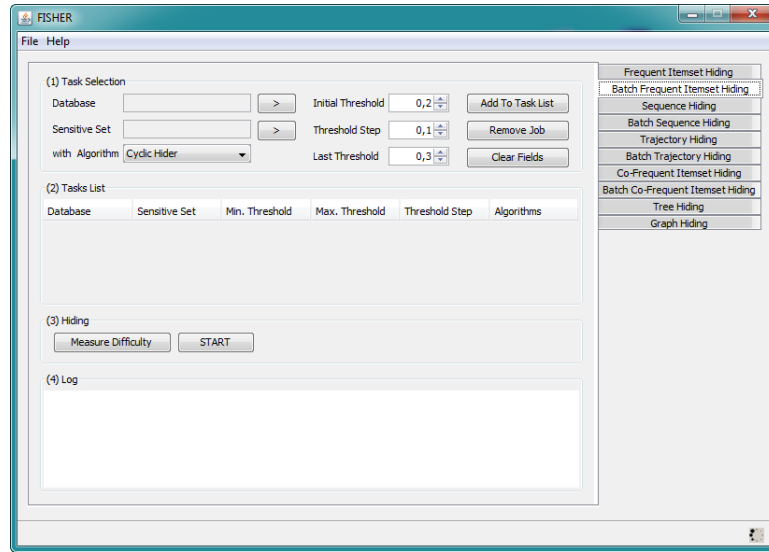 FISHER
File Help
(1) Task Selection
Database > Initial Threshold 0,2 Add To Task List
Sensitive Set > Threshold Step 0,1 Remove Job
with Algorithm Cyclic Hider Last Threshold 0,3 Clear Fields
(2) Tasks List
Database Sensitive Set Min. Threshold Max. Threshold Threshold Step Algorithms
(3) Hiding
Measure Difficulty START
(4) Log
Frequent Itemset Hiding
Batch Frequent Itemset Hiding
Sequence Hiding
Batch Sequence Hiding
Trajectory Hiding
Batch Trajectory Hiding
Co-Frequent Itemset Hiding
Batch Co-Frequent Itemset Hiding
Tree Hiding
Graph Hiding